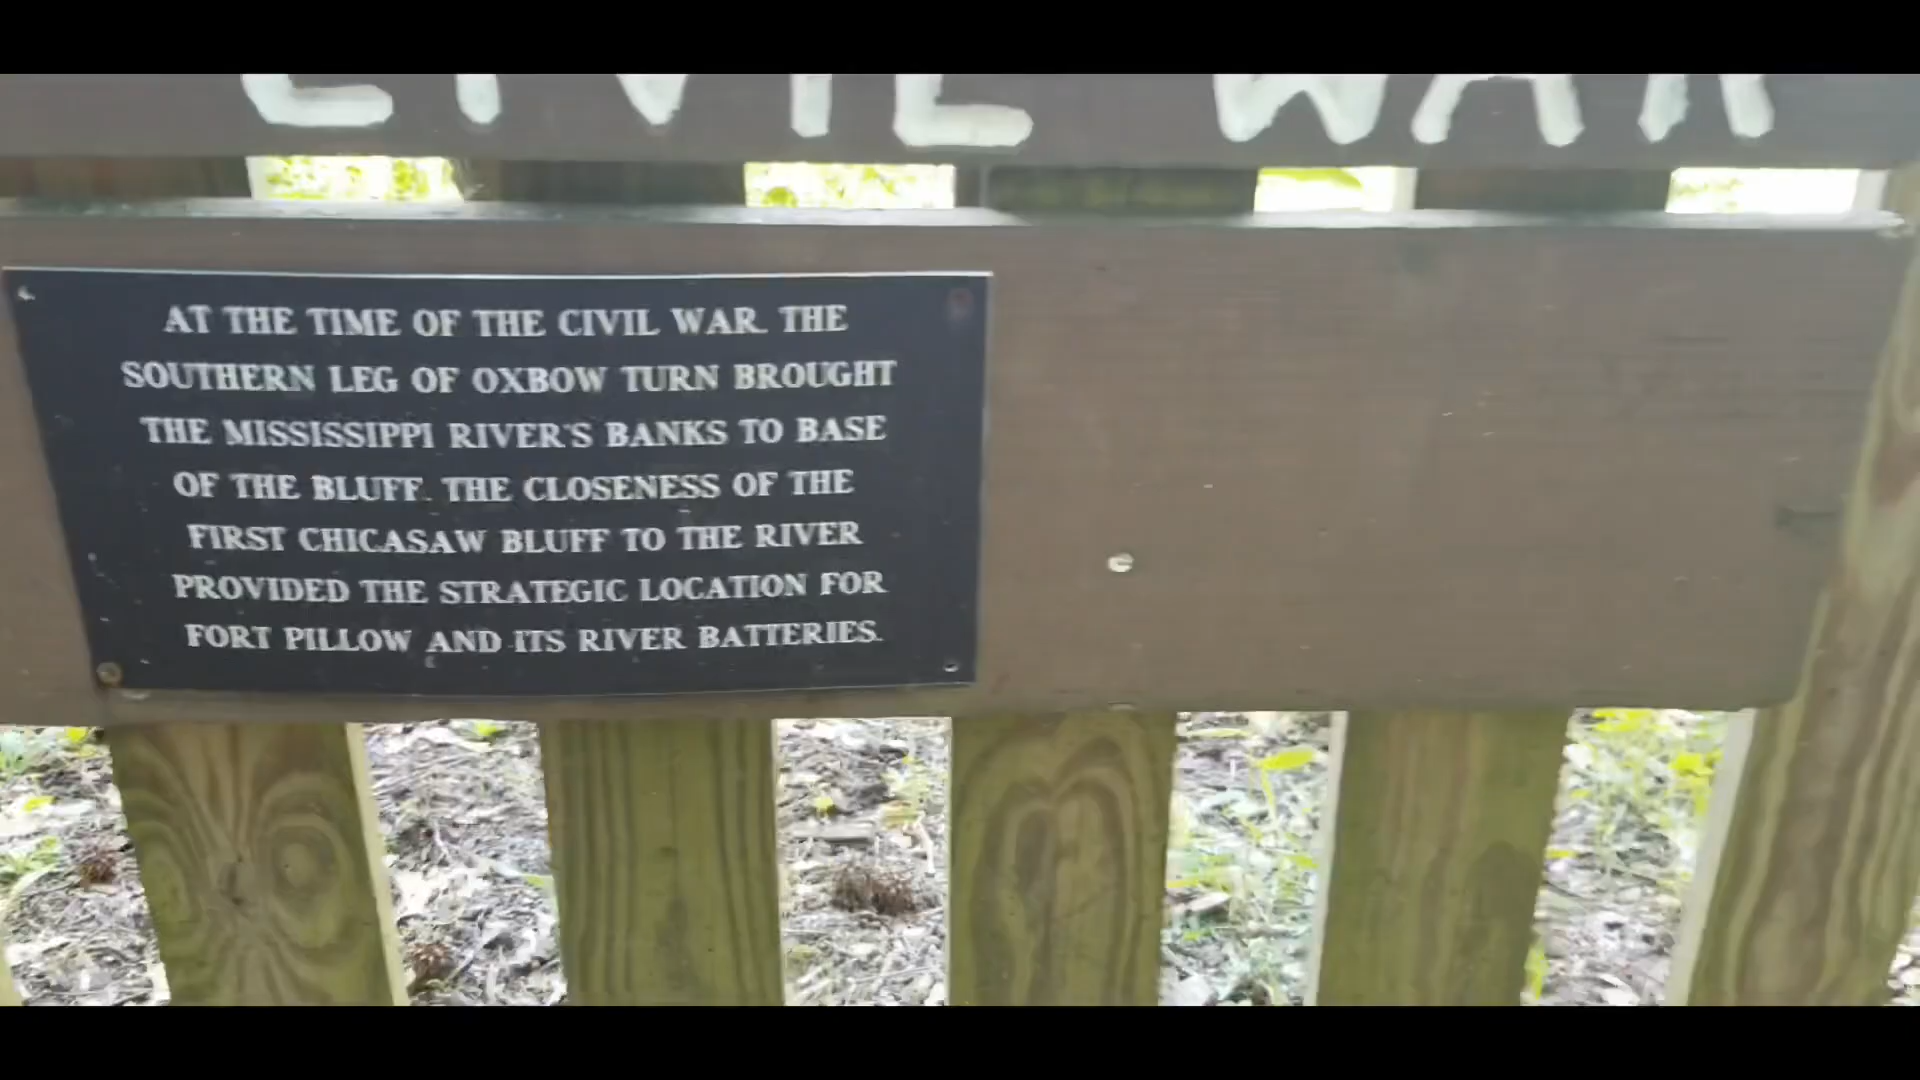 CIVIL WAR
AT THE TIME OF THE CIVIL WAR. THE
SOUTHERN LEG OF OXBOW TURN BROUGHT
THE MISSISSIPPI RIVER'S BANKS TO BASE
OF THE BLUFF. THE CLOSENESS OF THE
FIRST CHICASAW BLUFF TO THE RIVER
PROVIDED THE STRATEGIC LOCATION FOR
FORT PILLOW AND ITS RIVER BATTERIES.